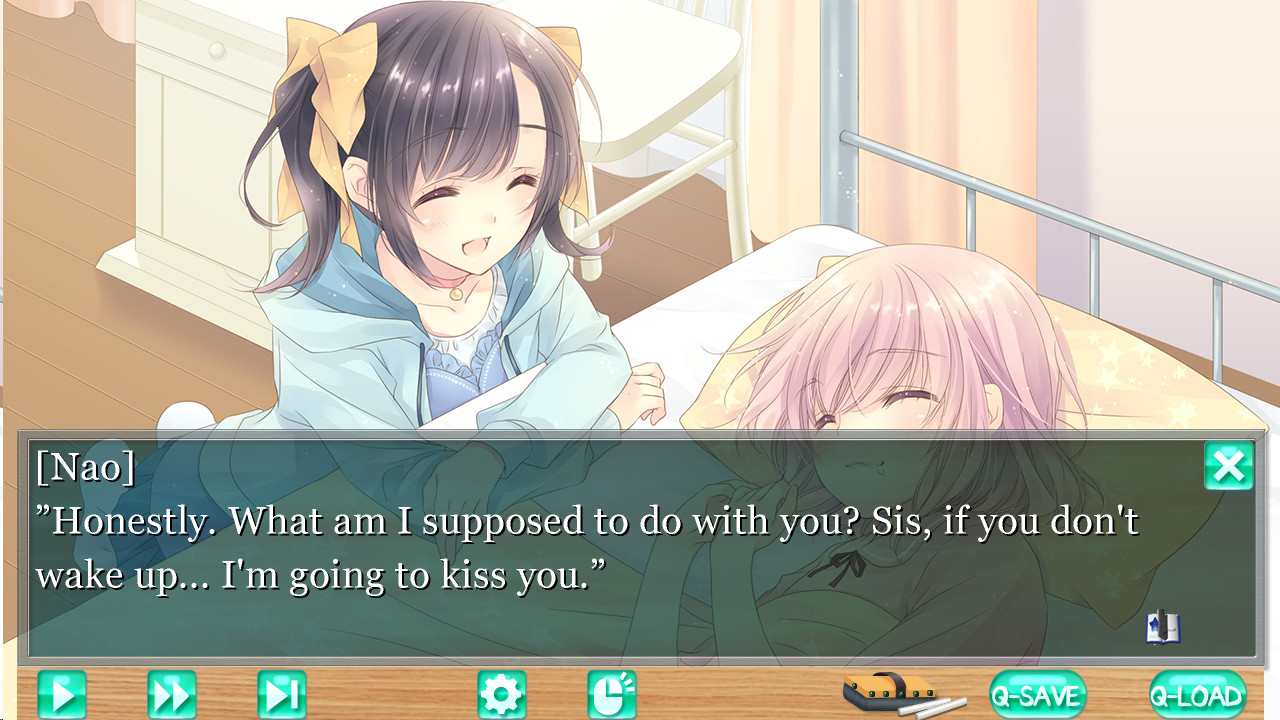 [Nao]
”Honestly. What am I supposed to do with you? Sis, if you don't
wake up... I'm going to kiss you.”
Q-SAVE
Q-LOAD